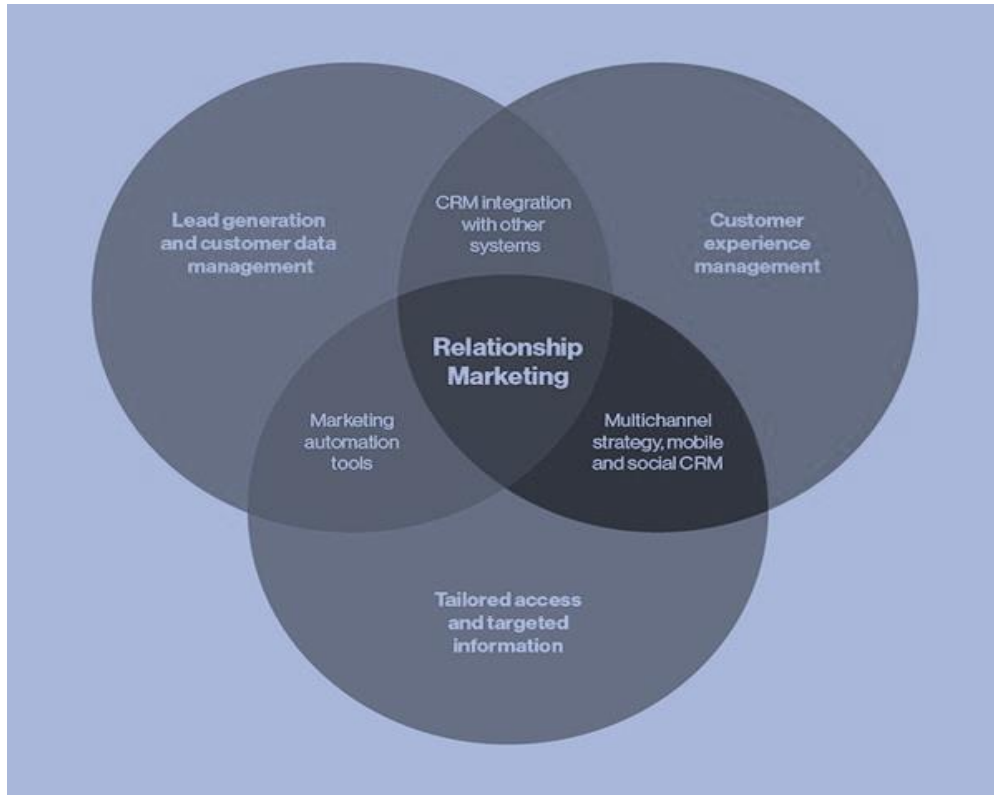 Lead generation
and customer data
management
CRM integration
with other
systems
Customer
experience
management
Relationship
Marketing
Marketing
automation
tools
Multichannel
strategy, mobile
and social CRM
Tailored access
and targeted
information